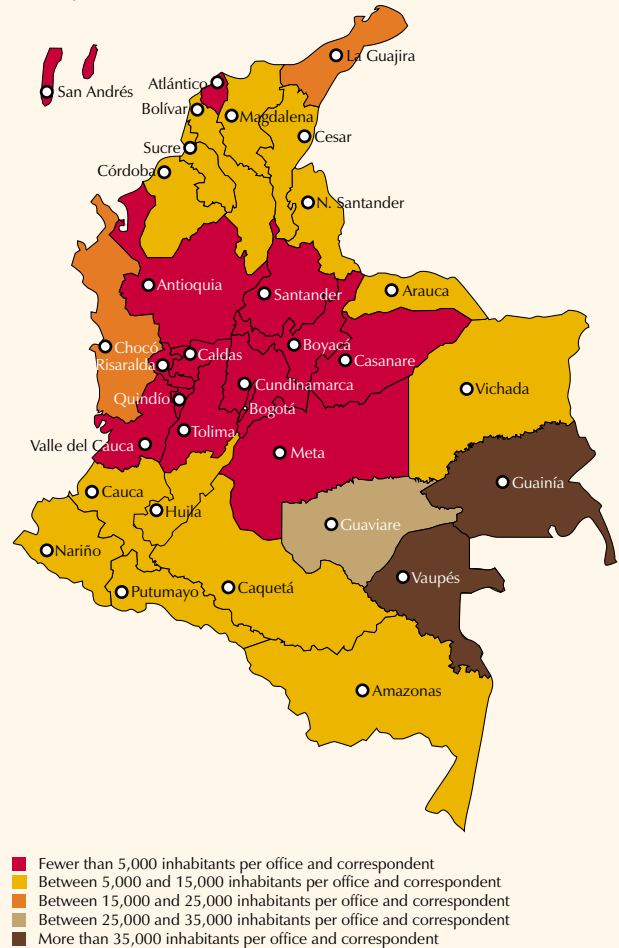 La Guajira
Atlántico
San Andrés
Bolívar
Magdalena
Cesar
Sucre
Córdoba
N. Santander
Antioquia
Santander
Arauca
Chocó
Caldas
Boyacá
Risaralda
Casanare
Cundinamarca
Vichada
Quindío
Bogotá
Tolima
Valle del Cauca
Meta
Guainía
Cauca
Huila
Guaviare
Nariño
Vaupés
Putumayo
Caquetá
Amazonas
Fewer than 5,000 inhabitants per office and correspondent
Between 5,000 and 15,000 inhabitants per office and correspondent
Between 15,000 and 25,000 inhabitants per office and correspondent
Between 25,000 and 35,000 inhabitants per office and correspondent
More than 35,000 inhabitants per office and correspondent